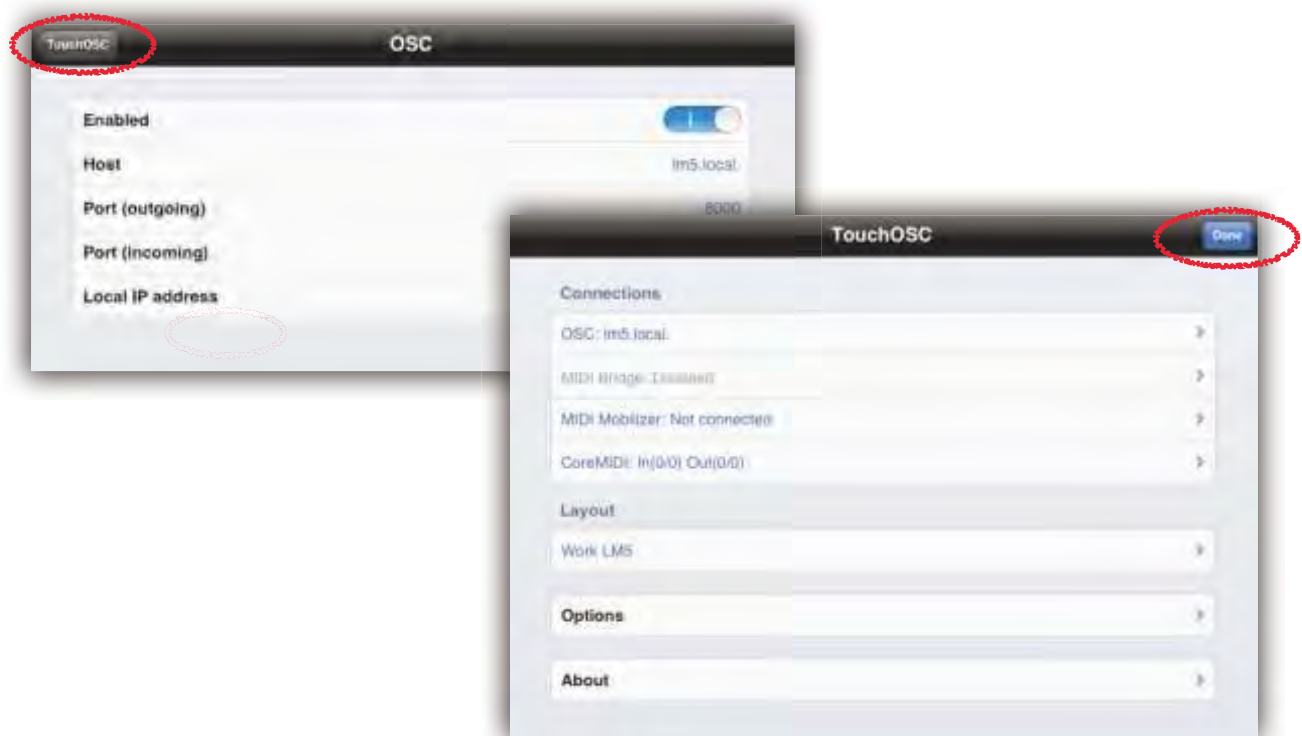 TouchOSC
OSC
Enabled
Host
lm5.local.
Port (outgoing)
8000
Port (incoming)
Local IP address
TouchOSC
Done
Connections
OSC: lm5.local.
MIDI Bridge: Disabled
MIDI Mobilizer: Not connected
CoreMIDI: In(0/0) Out(0/0)
Layout
Work LM5
Options
About